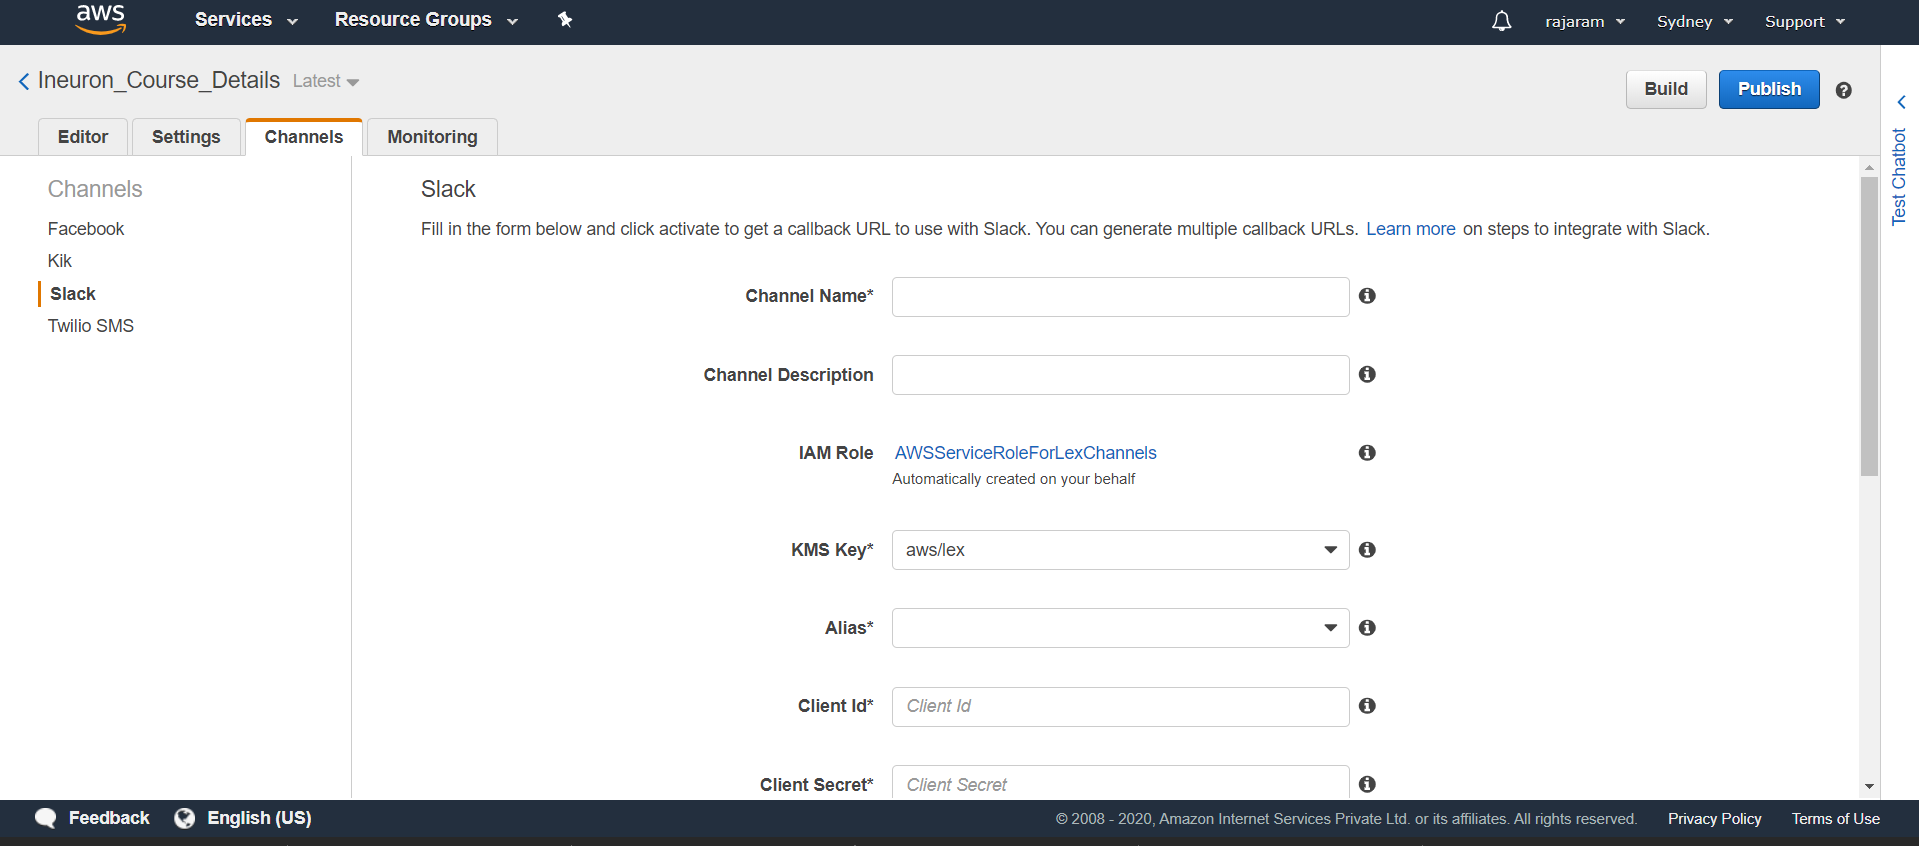 aws Services Resource Groups rajaram Sydney Support
Ineuron_Course_Details Latest
Build Publish ?
Editor Settings Channels Monitoring
Test Chatbot
Channels
Facebook
Kik
Slack
Twilio SMS
Slack
Fill in the form below and click activate to get a callback URL to use with Slack. You can generate multiple callback URLs. Learn more on steps to integrate with Slack.
Channel Name*
Channel Description
IAM Role AWSServiceRoleForLexChannels
Automatically created on your behalf
KMS Key* aws/lex
Alias*
Client Id* Client Id
Client Secret* Client Secret
Feedback English (US) © 2008 - 2020, Amazon Internet Services Private Ltd. or its affiliates. All rights reserved. Privacy Policy Terms of Use